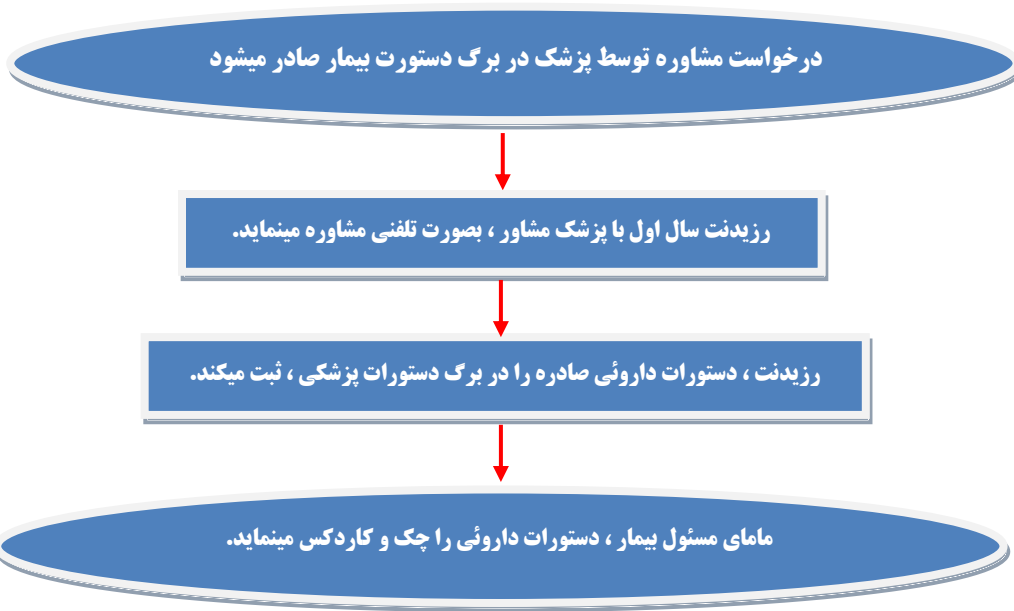 درخواست مشاوره توسط پزشک در برگ دستورت بیمار صادر میشود
رزیدنت سال اول با پزشک مشاور ، بصورت تلفنی مشاوره مینماید.
رزیدنت ، دستورات داروئی صادره را در برگ دستورات پزشکی ، ثبت میکند.
مامای مسئول بیمار ، دستورات داروئی را چک و کاردکس مینماید.